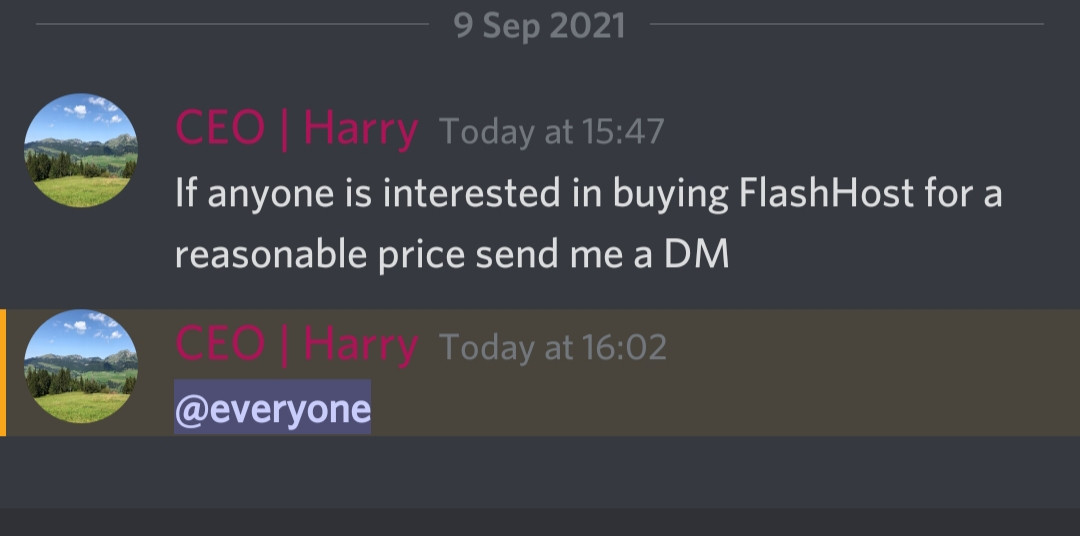 9 Sep 2021
CEO | Harry Today at 15:47
If anyone is interested in buying FlashHost for a
reasonable price send me a DM
CEO | Harry Today at 16:02
@everyone